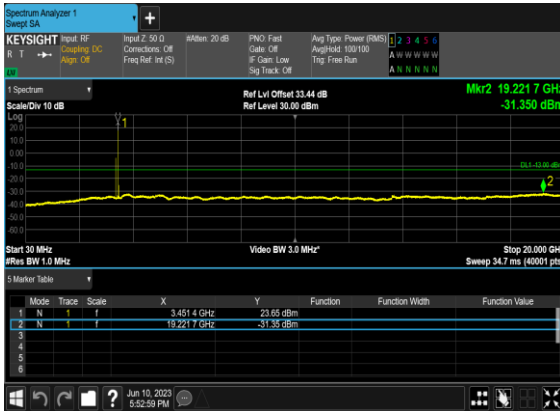 Spectrum Analyzer 1
Swept SA
KEYSIGHT
R T
Input: RF
Coupling: DC
Align: Off
Input Z: 50 Ω
Corrections: Off
Freq Ref: Int (S)
#Atten: 20 dB
PNO: Fast
Gate: Off
IF Gain: Low
Sig Track: Off
Avg Type: Power (RMS)
Avg|Hold: 100/100
Trig: Free Run
1 2 3 4 5 6
A W W W W W
A N N N N N
1 Spectrum
Scale/Div 10 dB
Ref Lvl Offset 33.44 dB
Ref Level 30.00 dBm
Mkr2 19.221 7 GHz
-31.350 dBm
Log
20.0
10.0
0.00
-10.0
-20.0
-30.0
-40.0
-50.0
-60.0
1
DL1 -13.00 dBm
2
Start 30 MHz
#Res BW 1.0 MHz
Video BW 3.0 MHz*
Stop 20.000 GH
Sweep 34.7 ms (40001 pts
5 Marker Table
Mode Trace Scale X Y Function Function Width Function Value
1 N 1 f 3.451 4 GHz 23.65 dBm
2 N 1 f 19.221 7 GHz -31.35 dBm
3
4
5
6
?
Jun 10, 2023
5:52:59 PM